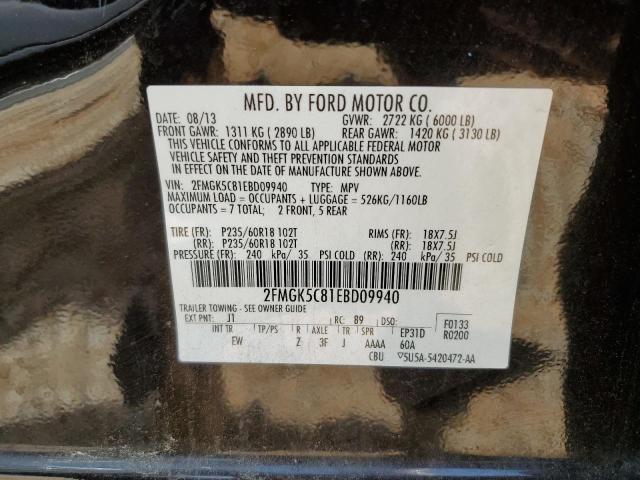 MFD. BY FORD MOTOR CO.
DATE: 08/13 GVWR: 2722 KG ( 6000 LB)
FRONT GAWR: 1311 KG ( 2890 LB) REAR GAWR: 1420 KG ( 3130 LB)
THIS VEHICLE CONFORMS TO ALL APPLICABLE FEDERAL MOTOR
VEHICLE SAFETY AND THEFT PREVENTION STANDARDS
IN EFFECT ON THE DATE OF MANUFACTURE SHOWN ABOVE.
VIN: 2FMGK5C81EBD09940 TYPE: MPV
MAXIMUM LOAD = OCCUPANTS + LUGGAGE = 526KG/1160LB
OCCUPANTS = 7 TOTAL; 2 FRONT, 5 REAR
TIRE (FR): P235/60R18 102T RIMS (FR): 18X7.5J
(RR): P235/60R18 102T (RR): 18X7.5J
PRESSURE (FR): 240 kPa/ 35 PSI COLD (RR): 240 kPa/ 35 PSI COLD
2FMGK5C81EBD09940
TRAILER TOWING - SEE OWNER GUIDE
EXT PNT: J1 RC: 89 DSO: F0133
INT TR TP/PS R AXLE TR SPR EP31D R0200
EW Z 3F J AAAA 60A
CBU 5U5A-5420472-AA